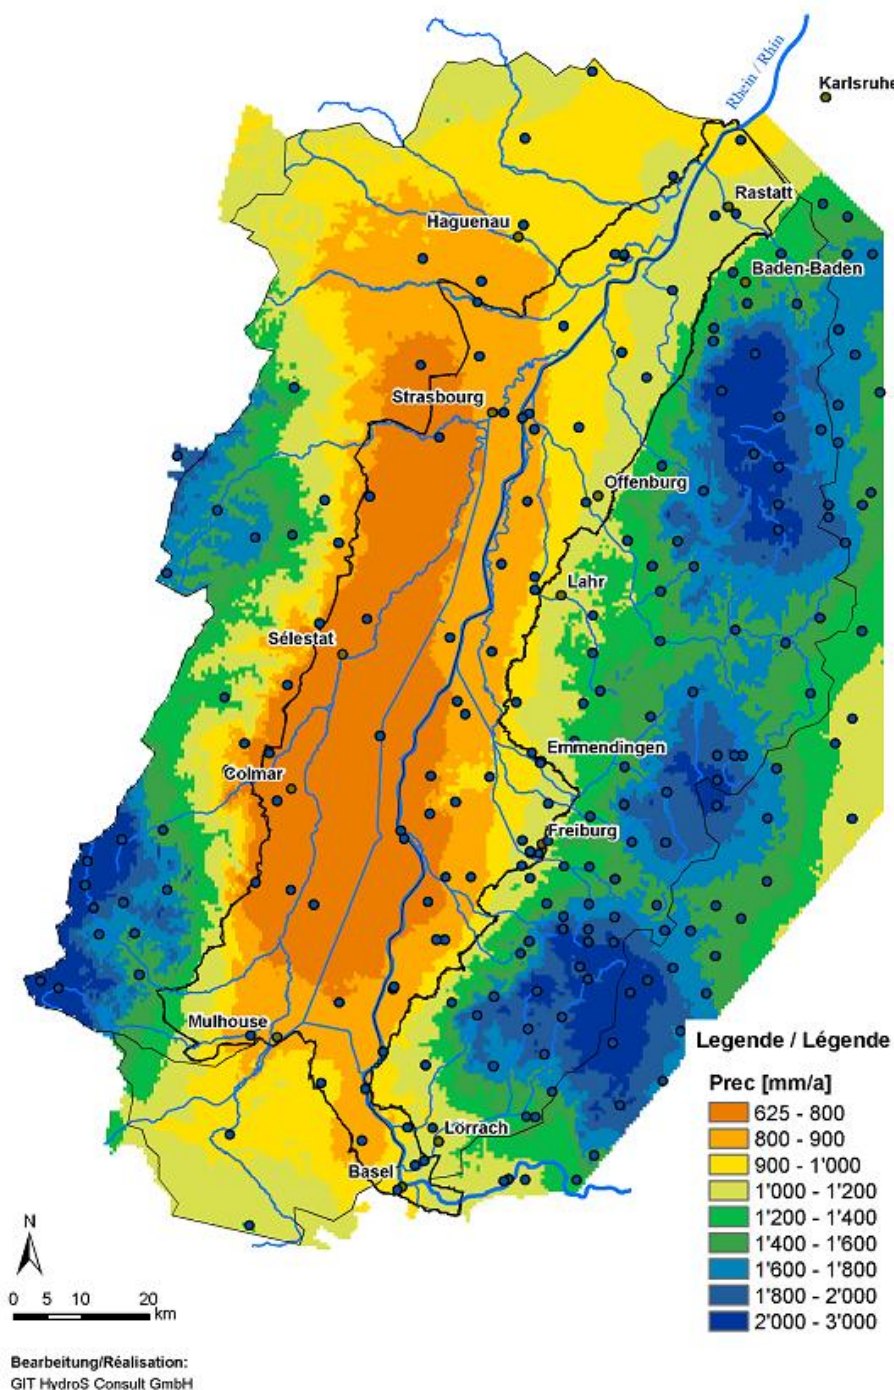 Rhein / Rhin
Karlsruhe
Rastatt
Haguenau
Baden-Baden
Strasbourg
Offenburg
Lahr
Sélestat
Emmendingen
Colmar
Freiburg
Mulhouse
Lörrach
Basel
Legende / Légende
Prec [mm/a]
625 - 800
800 - 900
900 - 1'000
1'000 - 1'200
1'200 - 1'400
1'400 - 1'600
1'600 - 1'800
1'800 - 2'000
2'000 - 3'000
N
0 5 10 20
km
Bearbeitung/Réalisation:
GIT HydroS Consult GmbH